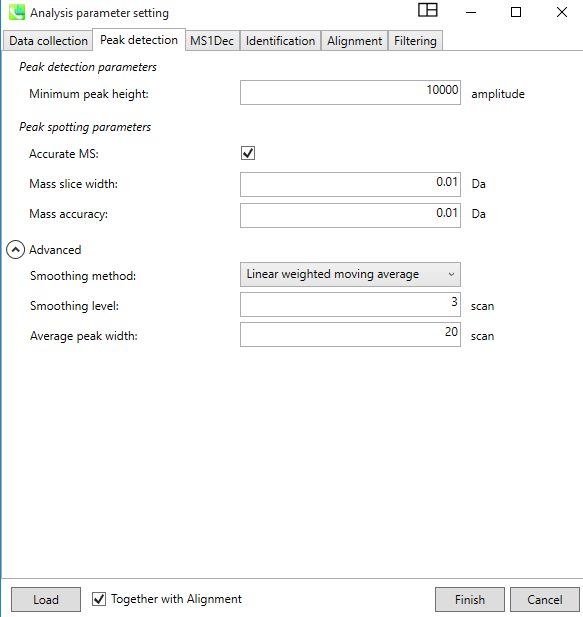 Analysis parameter setting
Data collection Peak detection MS1Dec Identification Alignment Filtering
Peak detection parameters
Minimum peak height: 10000 amplitude
Peak spotting parameters
Accurate MS:
Mass slice width: 0.01 Da
Mass accuracy: 0.01 Da
Advanced
Smoothing method: Linear weighted moving average
Smoothing level: 3 scan
Average peak width: 20 scan
Load Together with Alignment Finish Cancel